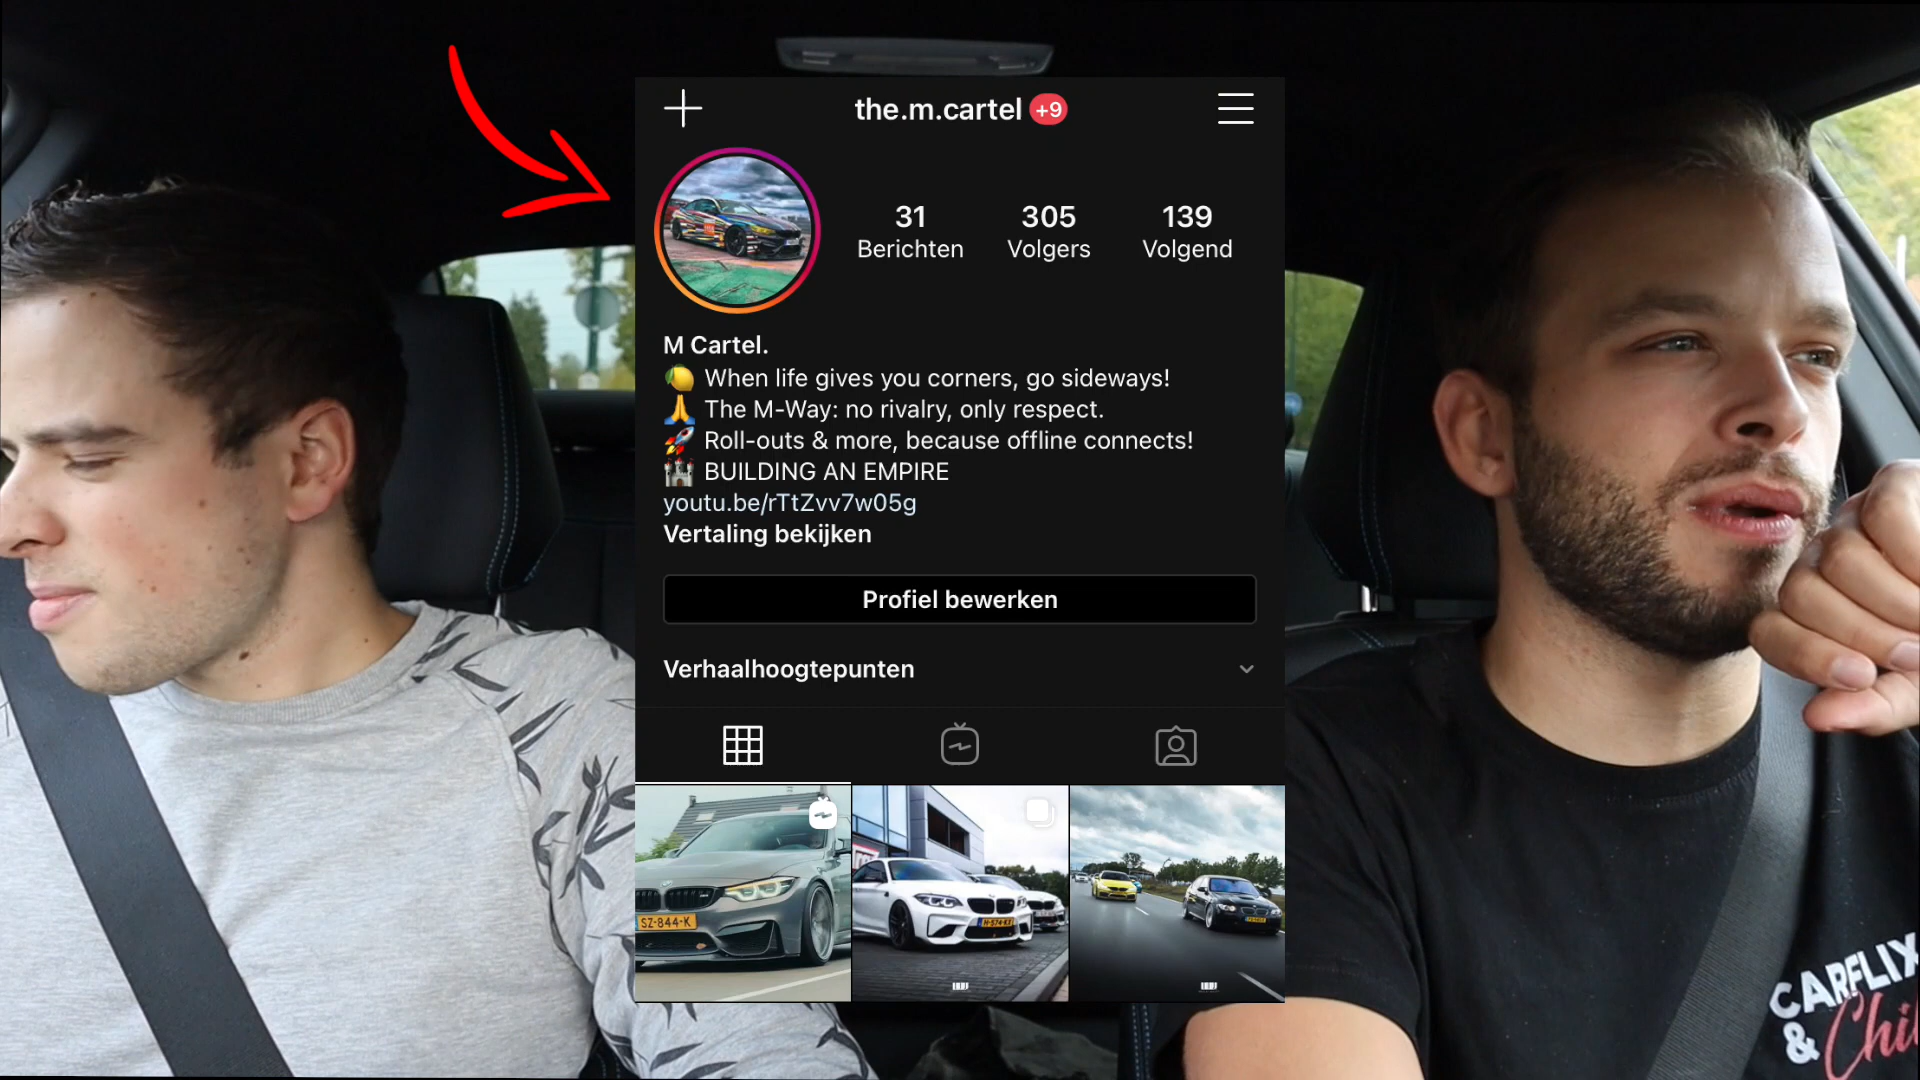 the.m.cartel +9
31
Berichten
305
Volgers
139
Volgend
M Cartel.
🍋 When life gives you corners, go sideways!
🙏 The M-Way: no rivalry, only respect.
🚀 Roll-outs & more, because offline connects!
🏰 BUILDING AN EMPIRE
youtu.be/rTtZvv7w05g
Vertaling bekijken
Profiel bewerken
Verhaalhoogtepunten
SZ-844-K
CARFLIX
& Chil